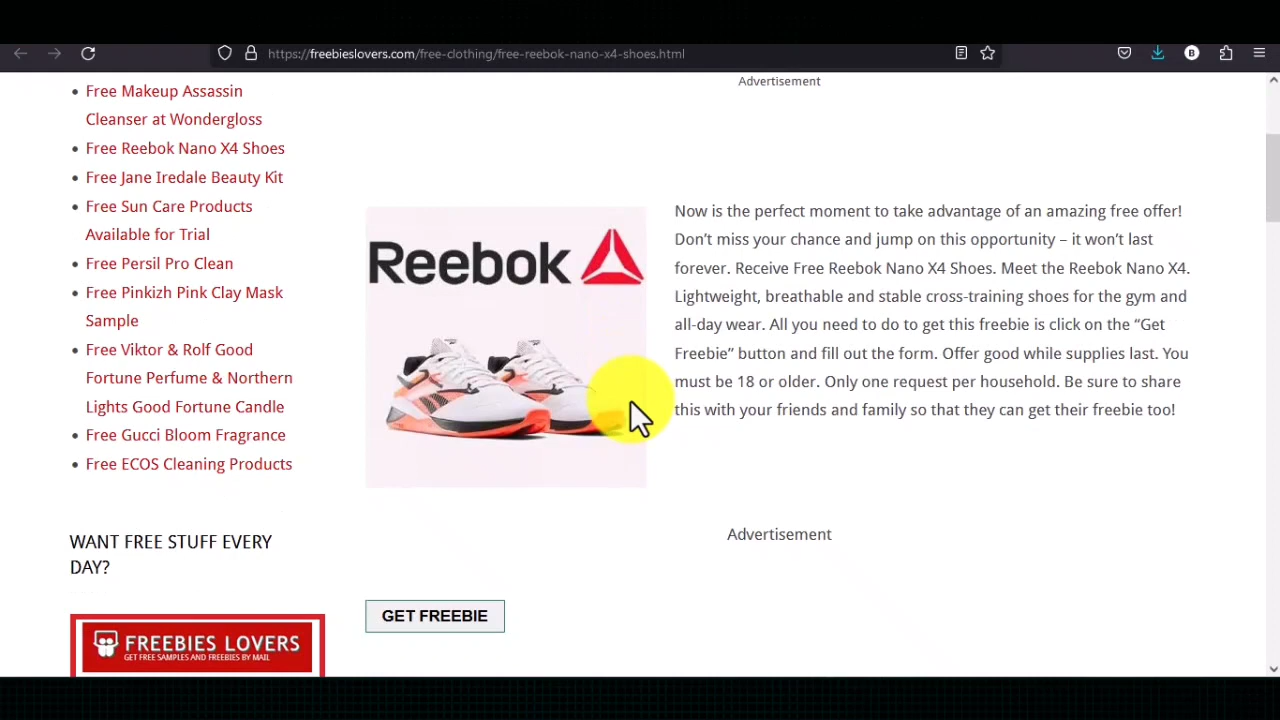 https://freebieslovers.com/free-clothing/free-reebok-nano-x4-shoes.html
B
Free Makeup Assassin
Cleanser at Wondergloss
Free Reebok Nano X4 Shoes
Free Jane Iredale Beauty Kit
Free Sun Care Products
Available for Trial
Free Persil Pro Clean
Free Pinkizh Pink Clay Mask
Sample
Free Viktor & Rolf Good
Fortune Perfume & Northern
Lights Good Fortune Candle
Free Gucci Bloom Fragrance
Free ECOS Cleaning Products
WANT FREE STUFF EVERY
DAY?
FREEBIES LOVERS
GET FREE SAMPLES AND FREEBIES BY MAIL
Advertisement
Reebok
Now is the perfect moment to take advantage of an amazing free offer!
Don't miss your chance and jump on this opportunity – it won't last
forever. Receive Free Reebok Nano X4 Shoes. Meet the Reebok Nano X4.
Lightweight, breathable and stable cross-training shoes for the gym and
all-day wear. All you need to do to get this freebie is click on the “Get
Freebie” button and fill out the form. Offer good while supplies last. You
must be 18 or older. Only one request per household. Be sure to share
this with your friends and family so that they can get their freebie too!
Advertisement
GET FREEBIE